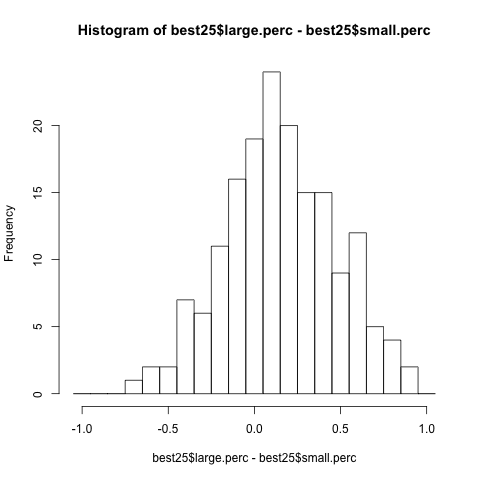 Histogram of best25$large.perc - best25$small.perc
Frequency
20
15
10
5
0
-1.0 -0.5 0.0 0.5 1.0
best25$large.perc - best25$small.perc